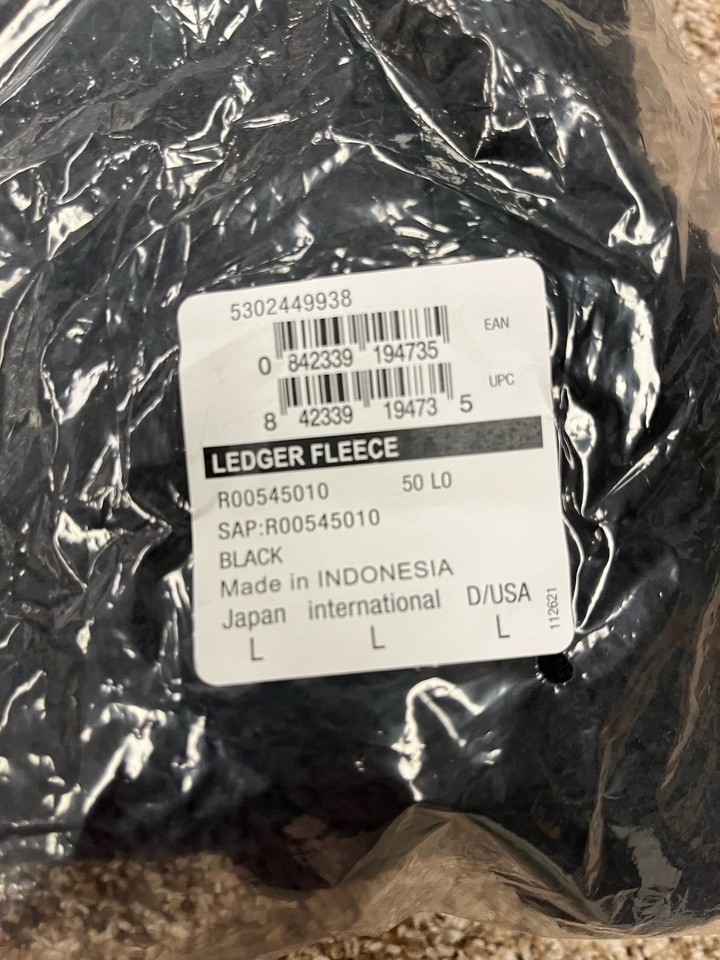 5302449938
EAN
0 842339 194735
UPC
8 42339 19473 5
LEDGER FLEECE
R00545010 50 L0
SAP:R00545010
BLACK
Made in INDONESIA
Japan international D/USA
L L L
112621